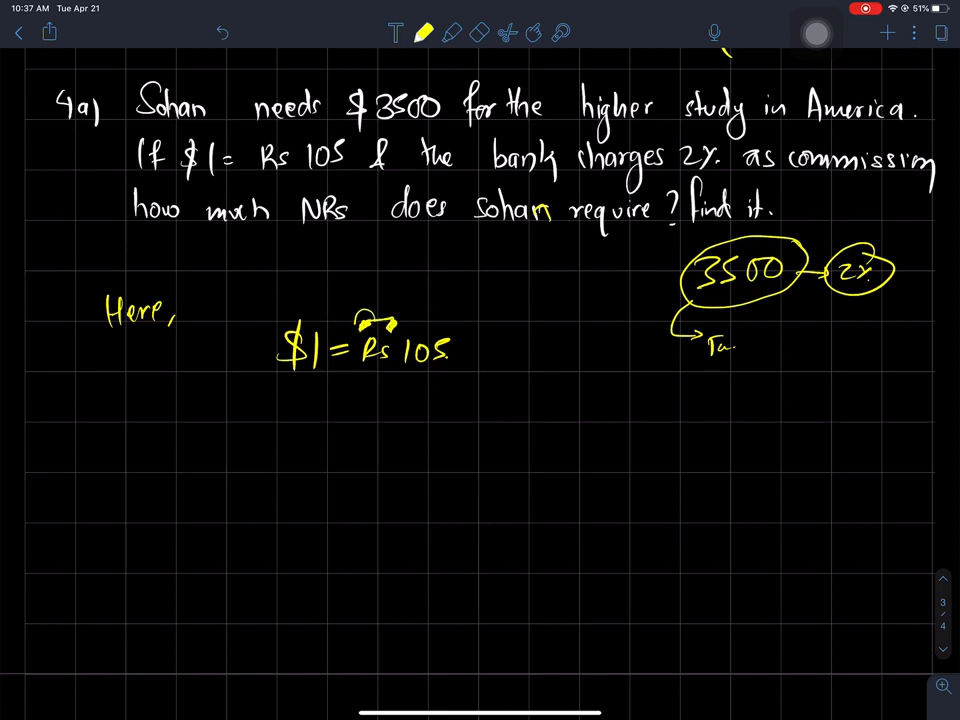 10:37 AM Tue Apr 21
51%
4a) Sohan needs $ 3500 for the higher study in America.
If $1 = Rs 105 & the bank charges 2% as commission
how much NRs does sohan require? find it.
3500 → 2%
Here,
$1 = Rs 105.
Ta.
3
/
4